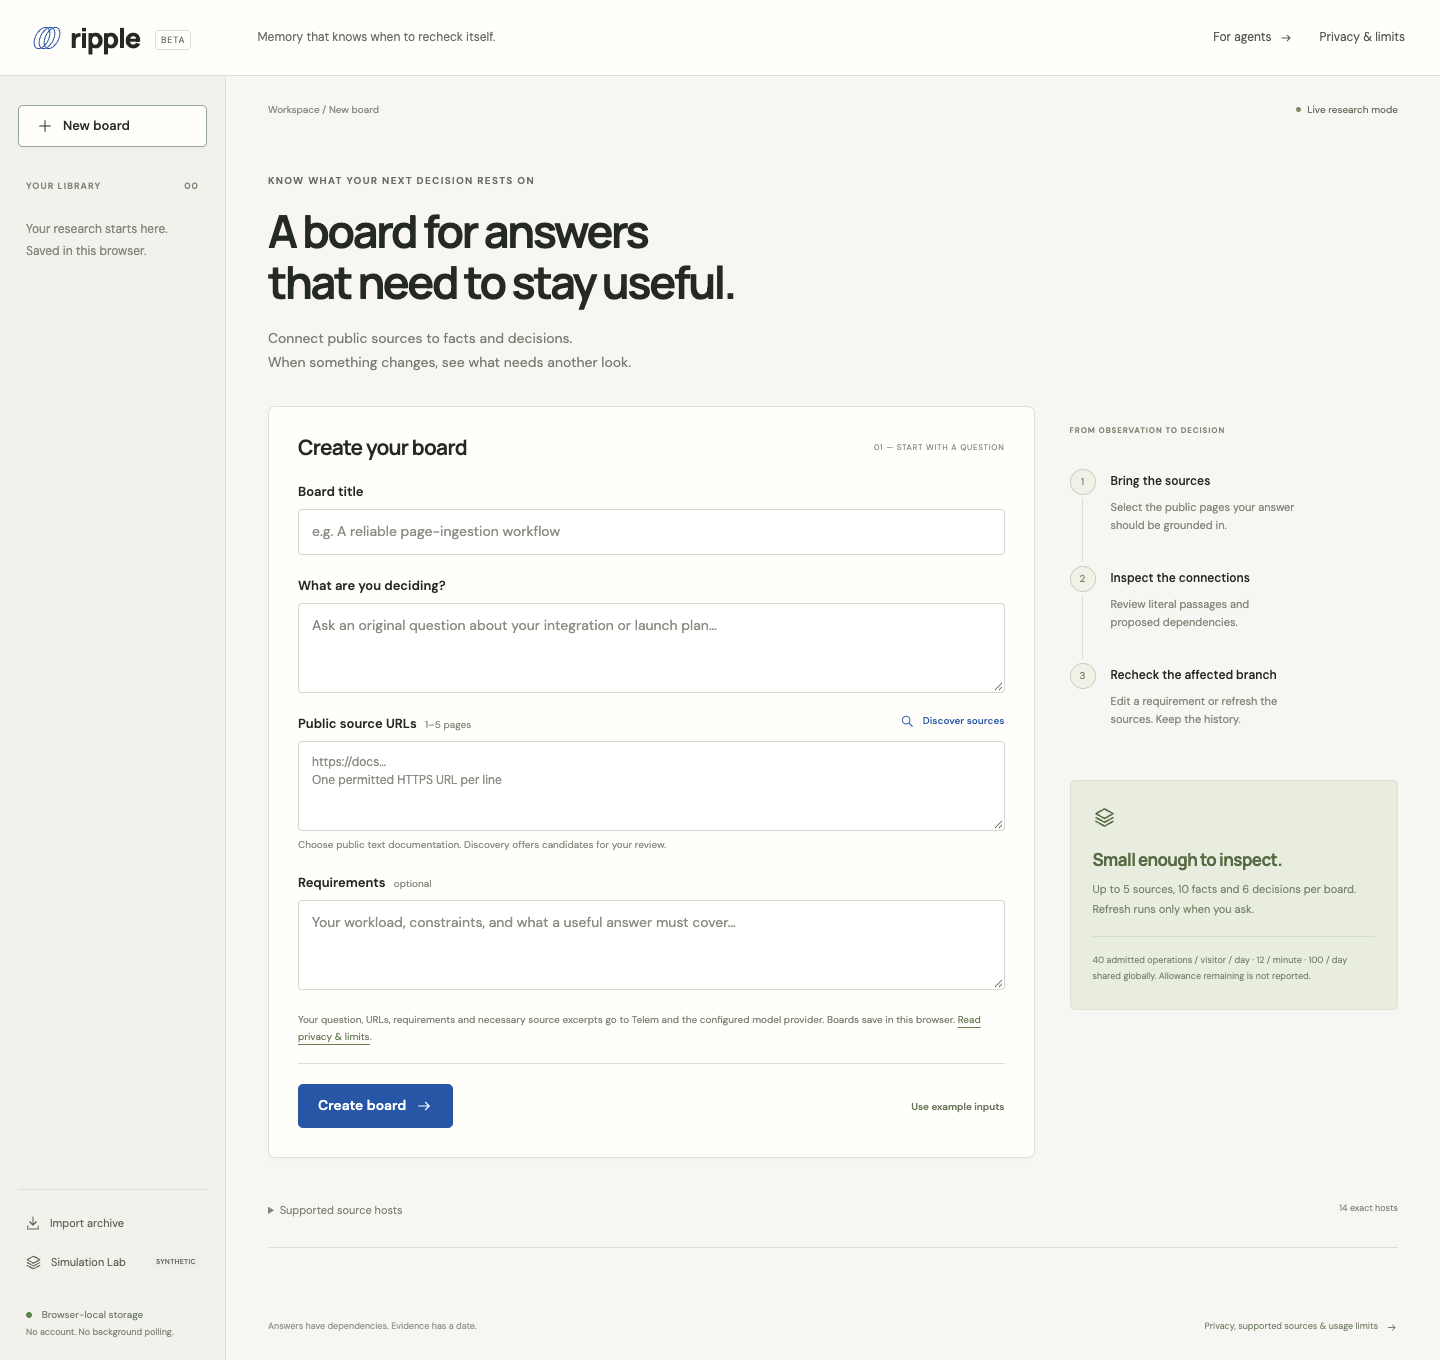 ripple
BETA
Memory that knows when to recheck itself.
For agents →
Privacy & limits
+ New board
YOUR LIBRARY 00
Your research starts here.
Saved in this browser.
Import archive
Simulation Lab SYNTHETIC
Browser-local storage
No account. No background polling.
Workspace / New board
Live research mode
KNOW WHAT YOUR NEXT DECISION RESTS ON
A board for answers
that need to stay useful.
Connect public sources to facts and decisions.
When something changes, see what needs another look.
Create your board
01 — START WITH A QUESTION
Board title
e.g. A reliable page-ingestion workflow
What are you deciding?
Ask an original question about your integration or launch plan...
Public source URLs 1–5 pages
Discover sources
https://docs...
One permitted HTTPS URL per line
Choose public text documentation. Discovery offers candidates for your review.
Requirements optional
Your workload, constraints, and what a useful answer must cover...
Your question, URLs, requirements and necessary source excerpts go to Telem and the configured model provider. Boards save in this browser. Read
privacy & limits.
Create board →
Use example inputs
FROM OBSERVATION TO DECISION
1 Bring the sources
Select the public pages your answer
should be grounded in.
2 Inspect the connections
Review literal passages and
proposed dependencies.
3 Recheck the affected branch
Edit a requirement or refresh the
sources. Keep the history.
Small enough to inspect.
Up to 5 sources, 10 facts and 6 decisions per board.
Refresh runs only when you ask.
40 admitted operations / visitor / day · 12 / minute · 100 / day
shared globally. Allowance remaining is not reported.
Supported source hosts
14 exact hosts
Answers have dependencies. Evidence has a date.
Privacy, supported sources & usage limits →